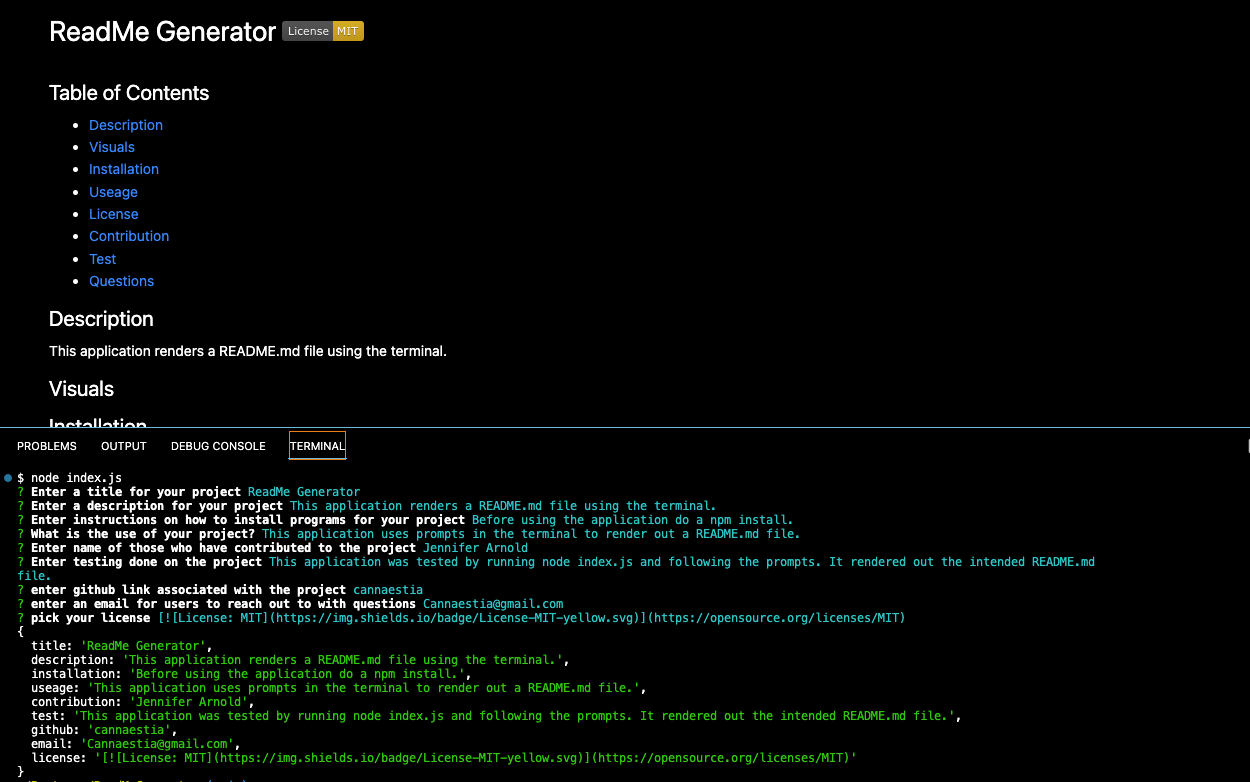 ReadMe Generator License MIT
Table of Contents
Description
Visuals
Installation
Useage
License
Contribution
Test
Questions
Description
This application renders a README.md file using the terminal.
Visuals
Installation
PROBLEMS OUTPUT DEBUG CONSOLE TERMINAL
$ node index.js
? Enter a title for your project ReadMe Generator
? Enter a description for your project This application renders a README.md file using the terminal.
? Enter instructions on how to install programs for your project Before using the application do a npm install.
? What is the use of your project? This application uses prompts in the terminal to render out a README.md file.
? Enter name of those who have contributed to the project Jennifer Arnold
? Enter testing done on the project This application was tested by running node index.js and following the prompts. It rendered out the intended README.md
file.
? enter github link associated with the project cannaestia
? enter an email for users to reach out to with questions Cannaestia@gmail.com
? pick your license [![License: MIT](https://img.shields.io/badge/License-MIT-yellow.svg)](https://opensource.org/licenses/MIT)
{
title: 'ReadMe Generator',
description: 'This application renders a README.md file using the terminal.',
installation: 'Before using the application do a npm install.',
useage: 'This application uses prompts in the terminal to render out a README.md file.',
contribution: 'Jennifer Arnold',
test: 'This application was tested by running node index.js and following the prompts. It rendered out the intended README.md file.',
github: 'cannaestia',
email: 'Cannaestia@gmail.com',
license: '[![License: MIT](https://img.shields.io/badge/License-MIT-yellow.svg)](https://opensource.org/licenses/MIT)'
}